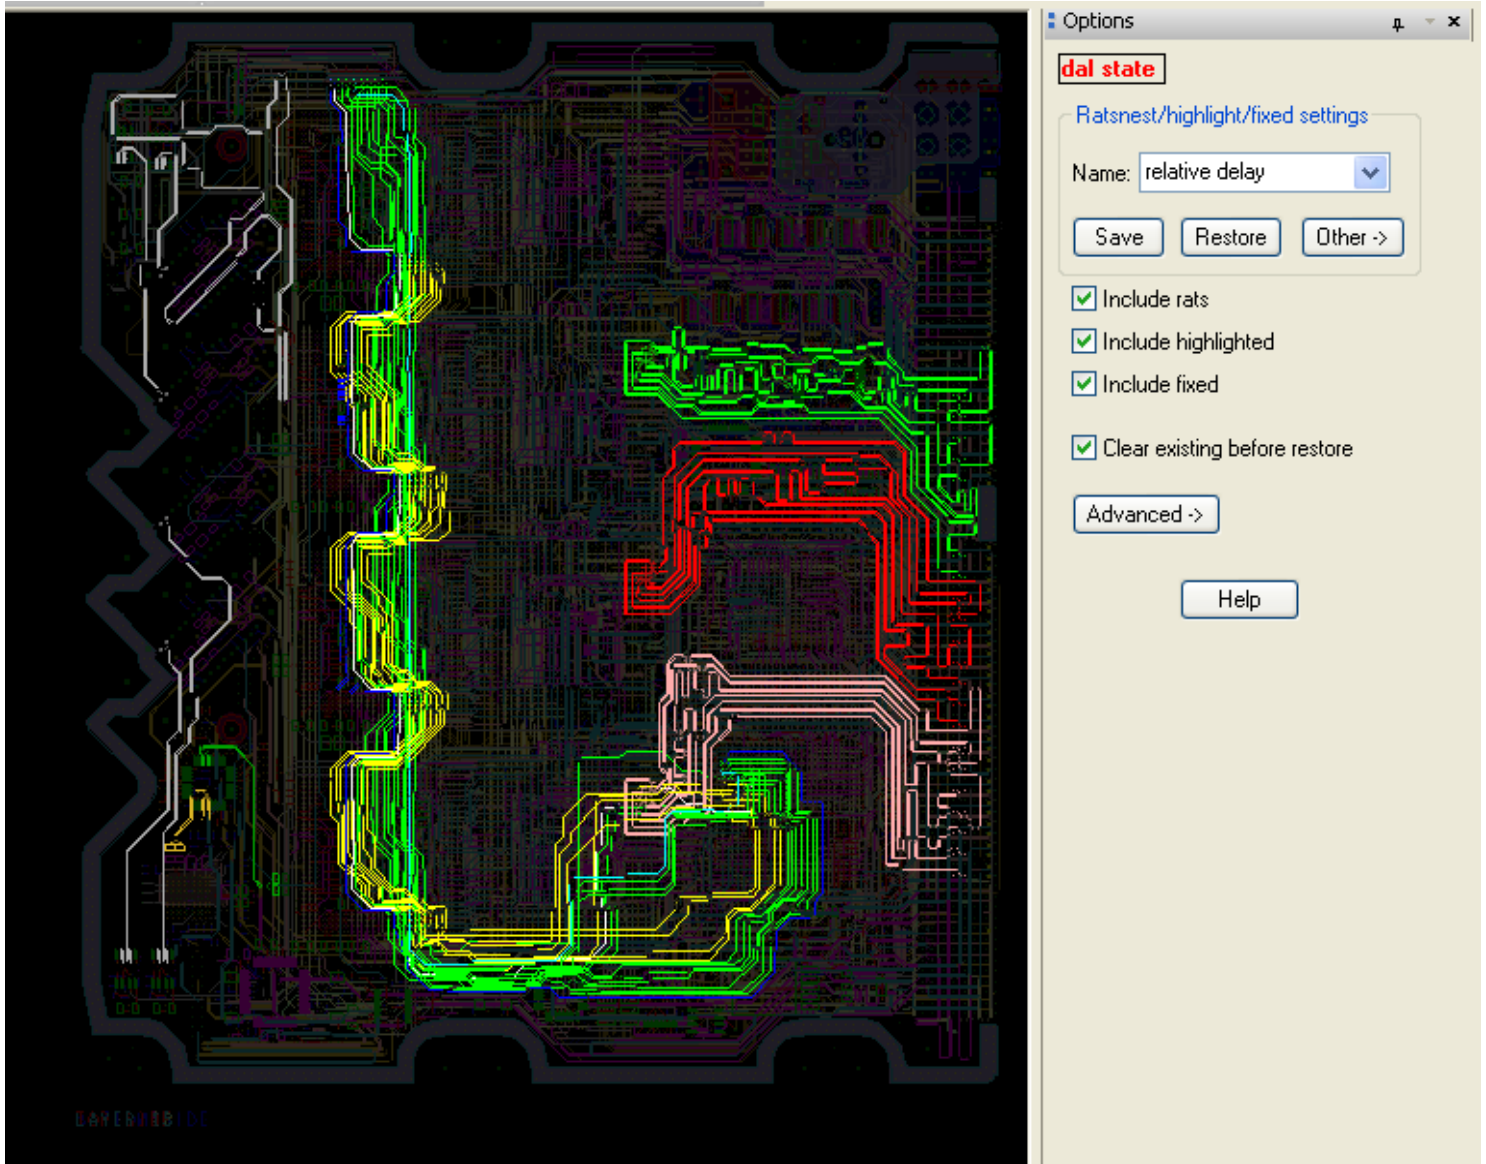 Options
dal state
Ratsnest/highlight/fixed settings
Name: relative delay
Save Restore Other ->
Include rats
Include highlighted
Include fixed
Clear existing before restore
Advanced ->
Help